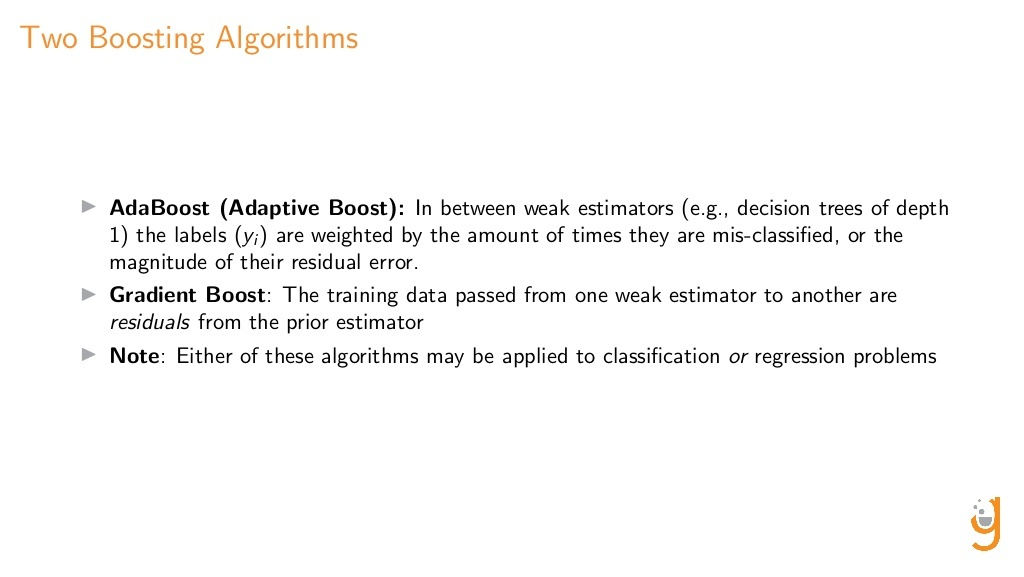 Two Boosting Algorithms
▶ AdaBoost (Adaptive Boost): In between weak estimators (e.g., decision trees of depth
1) the labels (yᵢ) are weighted by the amount of times they are mis-classified, or the
magnitude of their residual error.
▶ Gradient Boost: The training data passed from one weak estimator to another are
residuals from the prior estimator
▶ Note: Either of these algorithms may be applied to classification or regression problems
g